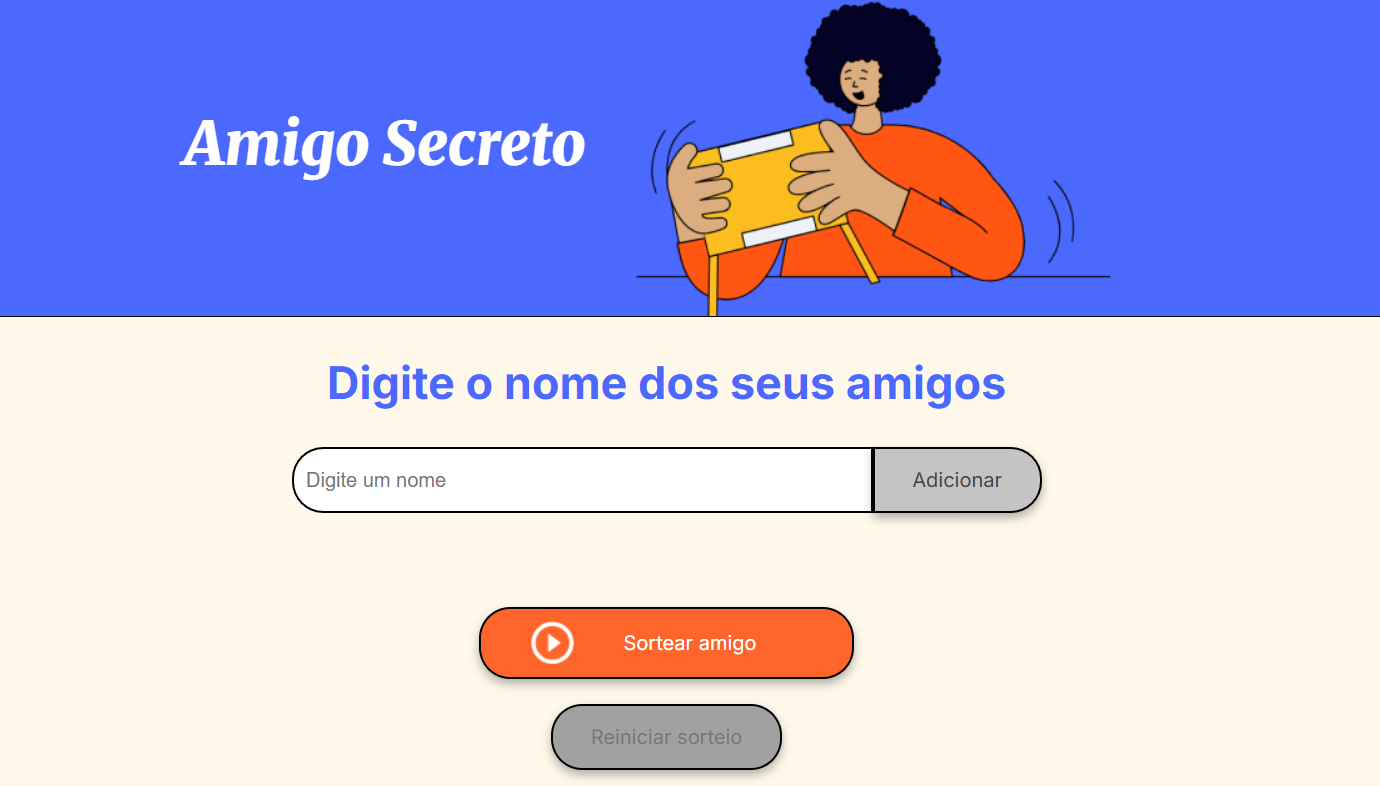 Amigo Secreto
Digite o nome dos seus amigos
Digite um nome
Adicionar
Sortear amigo
Reiniciar sorteio